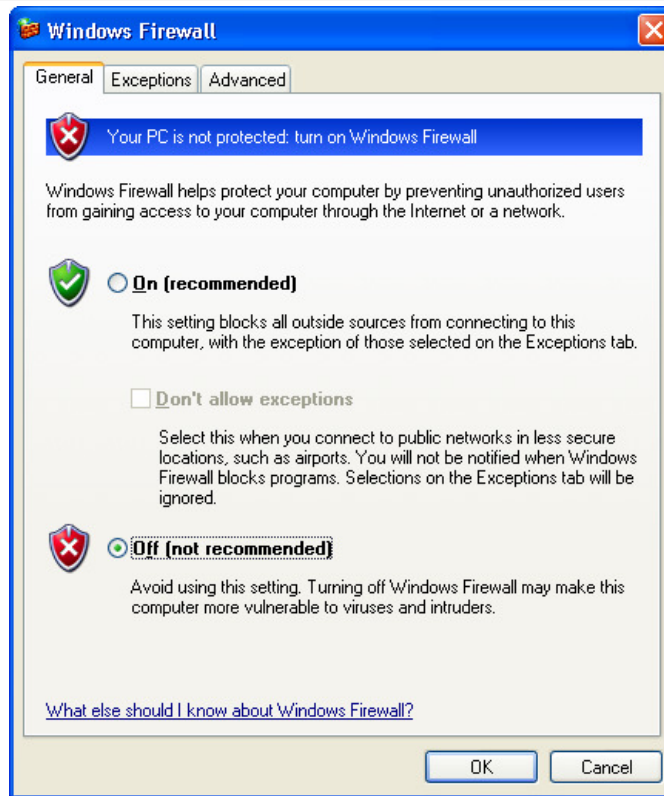 Windows Firewall
General
Exceptions
Advanced
Your PC is not protected: turn on Windows Firewall
Windows Firewall helps protect your computer by preventing unauthorized users
from gaining access to your computer through the Internet or a network.
On (recommended)
This setting blocks all outside sources from connecting to this
computer, with the exception of those selected on the Exceptions tab.
Don't allow exceptions
Select this when you connect to public networks in less secure
locations, such as airports. You will not be notified when Windows
Firewall blocks programs. Selections on the Exceptions tab will be
ignored.
Off (not recommended)
Avoid using this setting. Turning off Windows Firewall may make this
computer more vulnerable to viruses and intruders.
What else should I know about Windows Firewall?
OK
Cancel